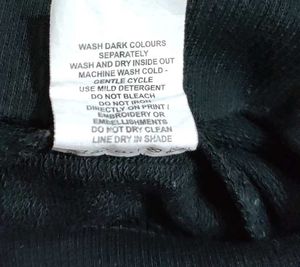 WASH DARK COLOURS
SEPARATELY
WASH AND DRY INSIDE OUT
MACHINE WASH COLD -
GENTLE CYCLE
USE MILD DETERGENT
DO NOT BLEACH
DO NOT IRON
DIRECTLY ON PRINT /
EMBROIDERY OR
EMBELLISHMENTS
DO NOT DRY CLEAN
LINE DRY IN SHADE